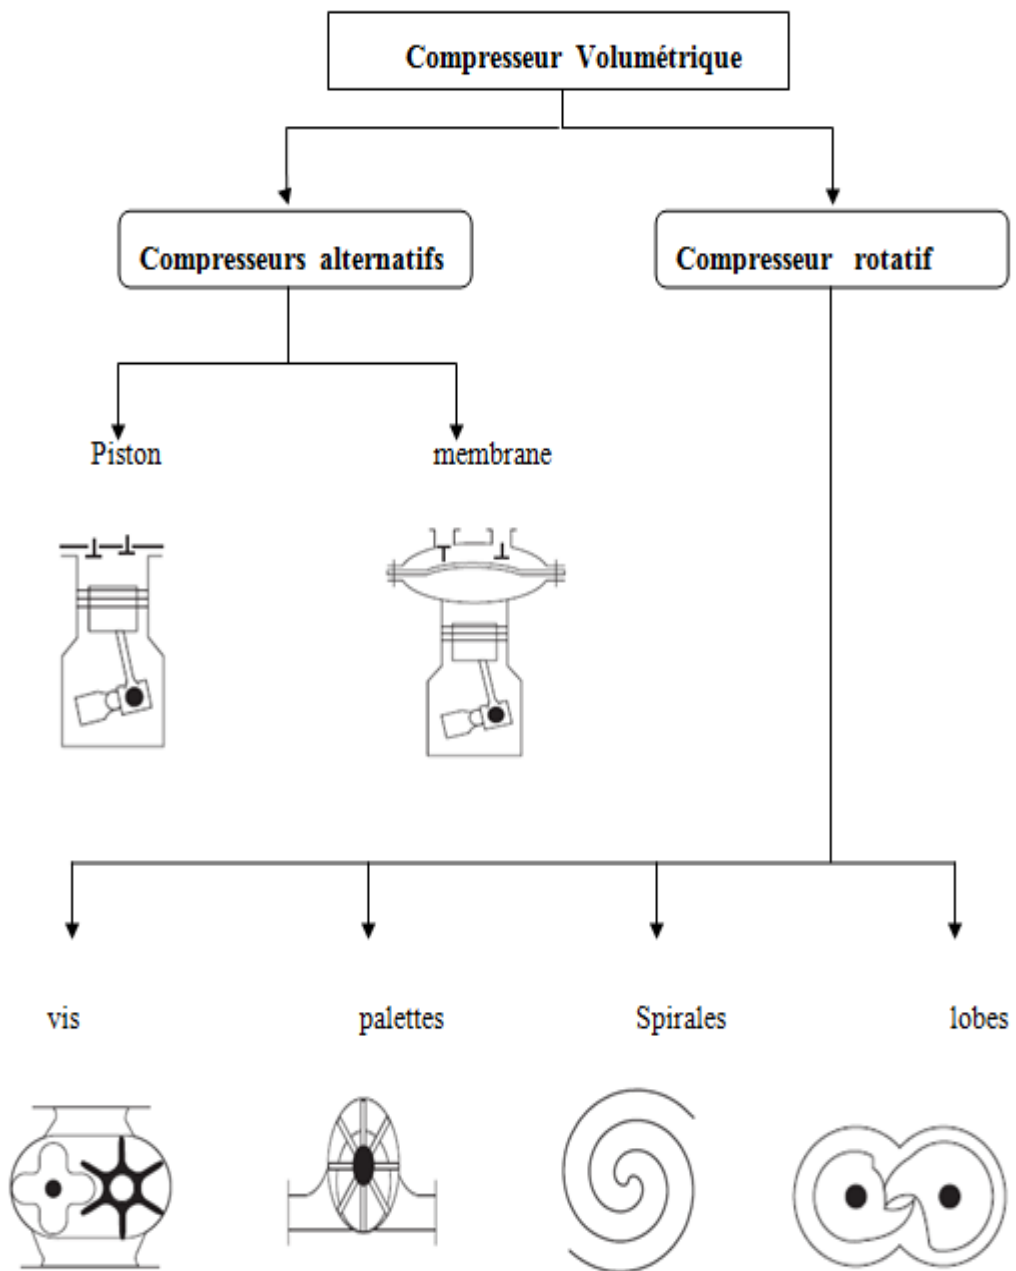 Compresseur Volumétrique
Compresseurs alternatifs
Compresseur rotatif
Piston
membrane
vis
palettes
Spirales
lobes